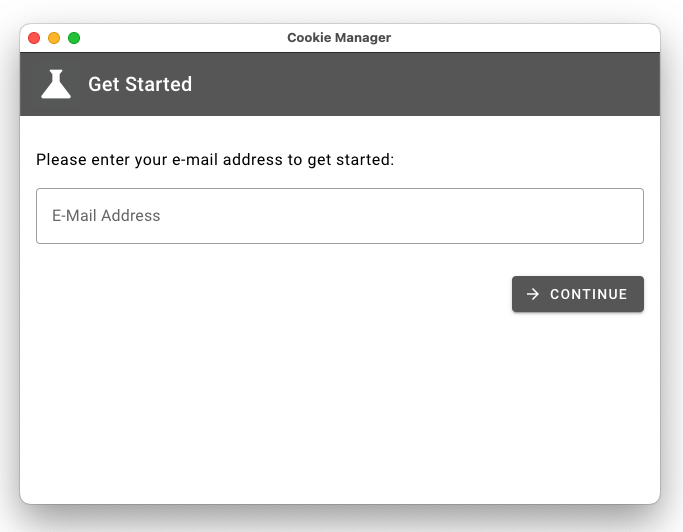 Cookie Manager
Get Started
Please enter your e-mail address to get started:
E-Mail Address
CONTINUE